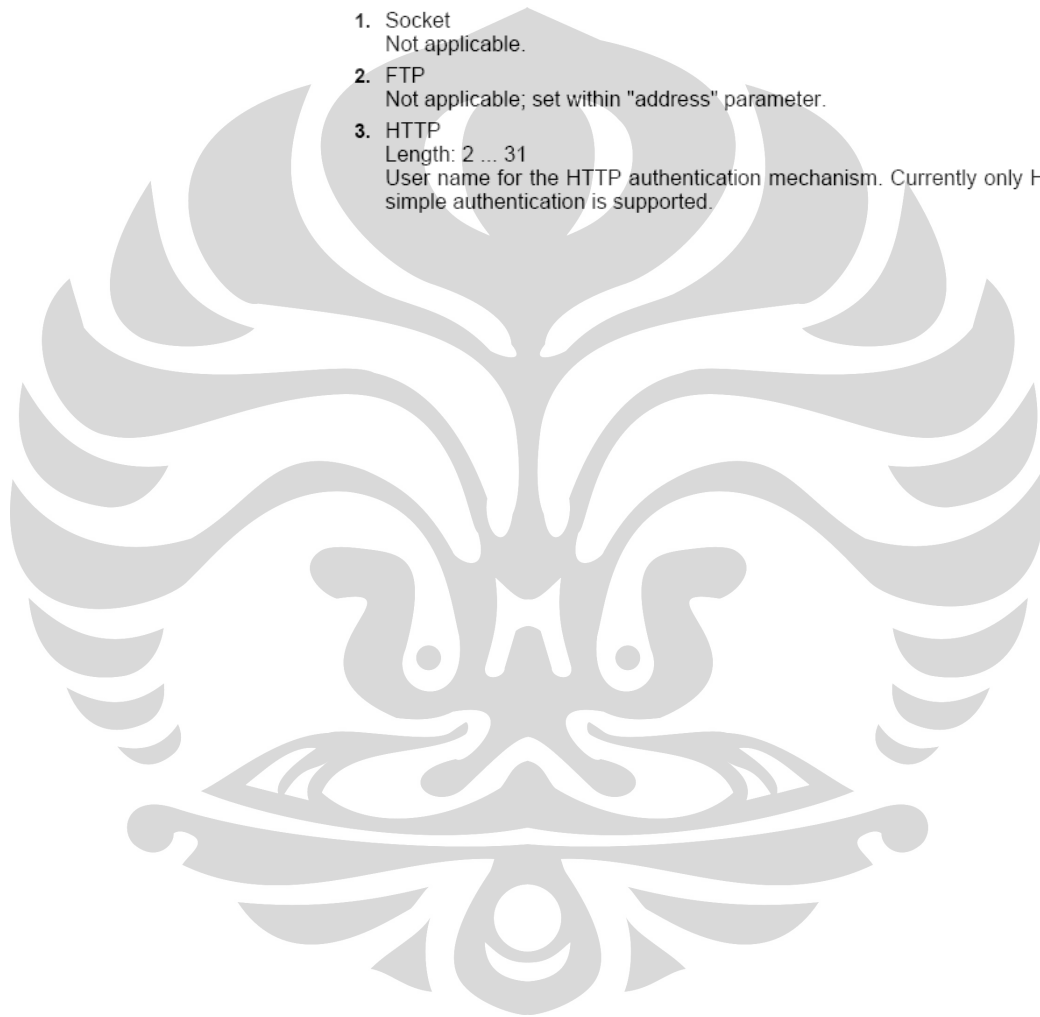 1. Socket
Not applicable.
2. FTP
Not applicable; set within "address" parameter.
3. HTTP
Length: 2 ... 31
User name for the HTTP authentication mechanism. Currently only
simple authentication is supported.